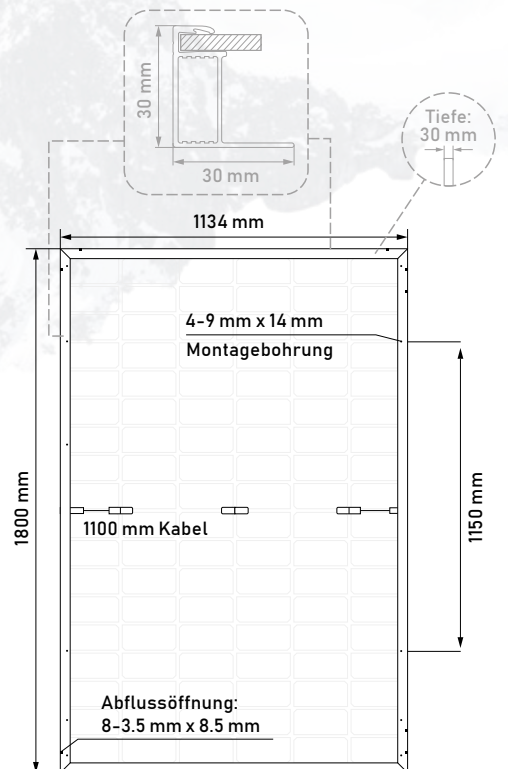 30 mm
30 mm
Tiefe:
30 mm
1134 mm
4-9 mm x 14 mm
Montagebohrung
1800 mm
1150 mm
1100 mm Kabel
Abflussöffnung:
8-3.5 mm x 8.5 mm